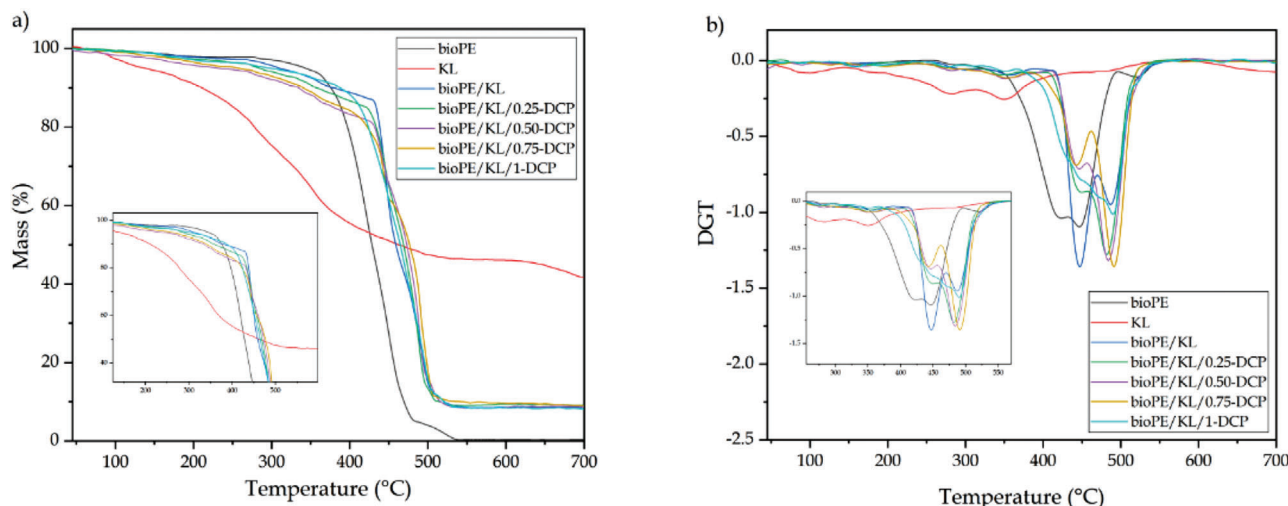 a)
100
80
60
40
20
0
Mass (%)
bioPE
KL
bioPE/KL
bioPE/KL/0.25-DCP
bioPE/KL/0.50-DCP
bioPE/KL/0.75-DCP
bioPE/KL/1-DCP
100
80
60
40
200 300 400 500
100 200 300 400 500 600 700
Temperature (°C)
b)
0.0
-0.5
-1.0
-1.5
-2.0
-2.5
DGT
0.0
-0.5
-1.0
-1.5
300 350 400 450 500 550
bioPE
KL
bioPE/KL
bioPE/KL/0.25-DCP
bioPE/KL/0.50-DCP
bioPE/KL/0.75-DCP
bioPE/KL/1-DCP
100 200 300 400 500 600 700
Temperature (°C)